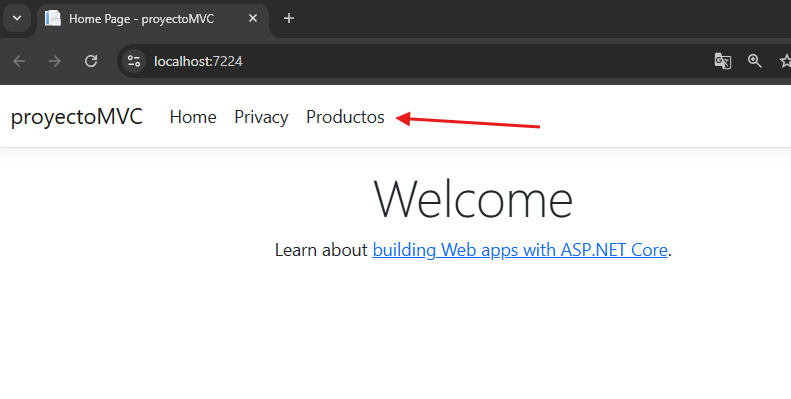 Home Page - proyectoMVC
localhost:7224
proyectoMVC Home Privacy Productos
Welcome
Learn about building Web apps with ASP.NET Core.